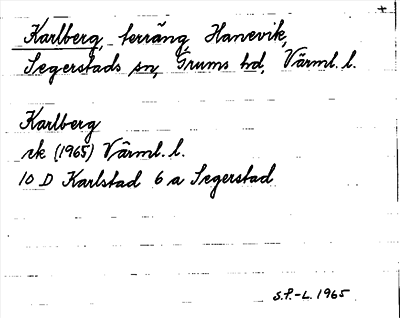 Karlberg, terräng, Hanevik,
Segerstads sn, Grums hd, Värml. l.
Karlberg
rk (1965) Värml. l.
10 D Karlstad 6 a Segerstad
S.P.-L. 1965